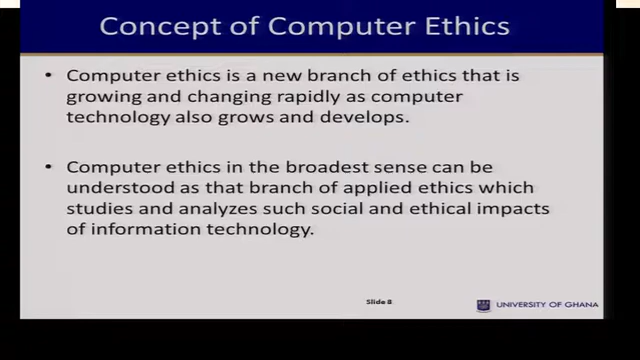 Concept of Computer Ethics
• Computer ethics is a new branch of ethics that is
growing and changing rapidly as computer
technology also grows and develops.
• Computer ethics in the broadest sense can be
understood as that branch of applied ethics which
studies and analyzes such social and ethical impacts
of information technology.
Slide 8
UNIVERSITY OF GHANA